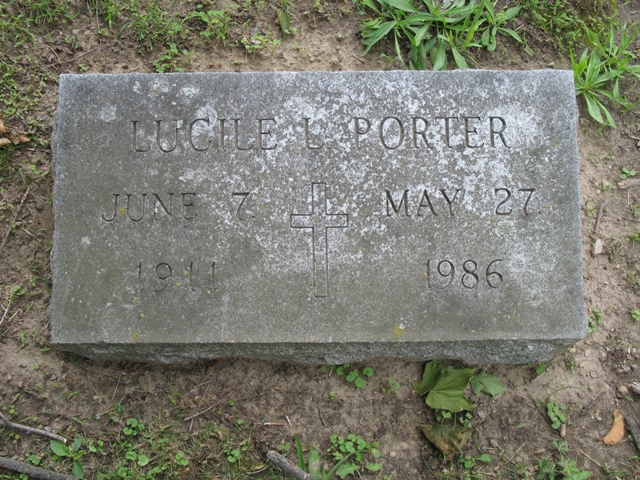 LUCILE L. PORTER
JUNE 7. MAY 27.
1911 1986